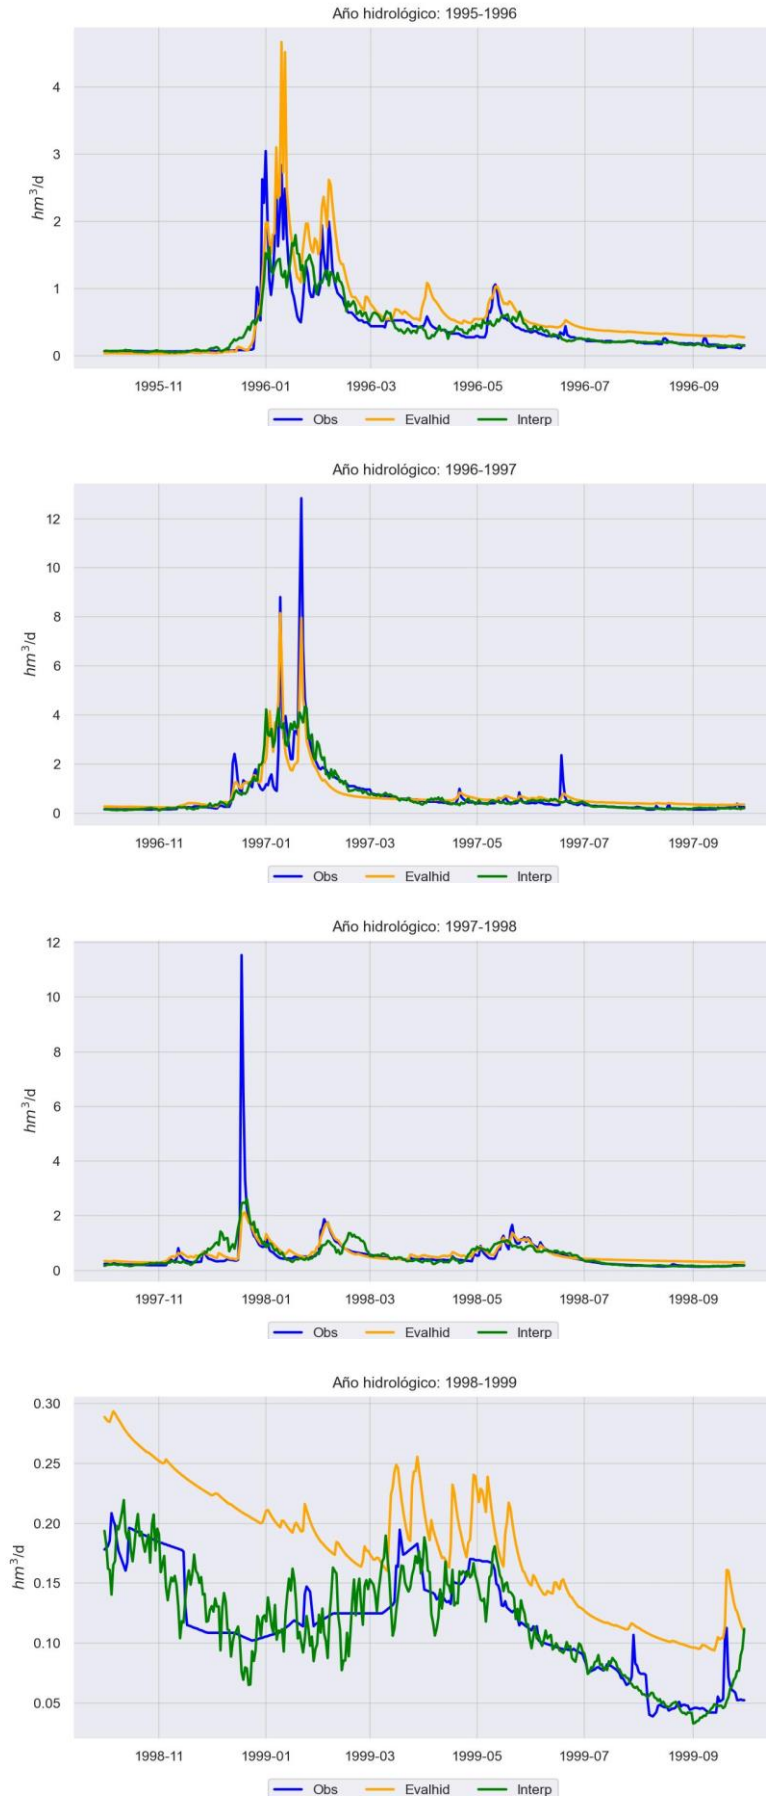 Año hidrológico: 1995-1996
4
3
2
1
0
hm³/d
1995-11 1996-01 1996-03 1996-05 1996-07 1996-09
Obs Evalhid Interp
Año hidrológico: 1996-1997
12
10
8
6
4
2
0
hm³/d
1996-11 1997-01 1997-03 1997-05 1997-07 1997-09
Obs Evalhid Interp
Año hidrológico: 1997-1998
12
10
8
6
4
2
0
hm³/d
1997-11 1998-01 1998-03 1998-05 1998-07 1998-09
Obs Evalhid Interp
Año hidrológico: 1998-1999
0.30
0.25
0.20
0.15
0.10
0.05
hm³/d
1998-11 1999-01 1999-03 1999-05 1999-07 1999-09
Obs Evalhid Interp